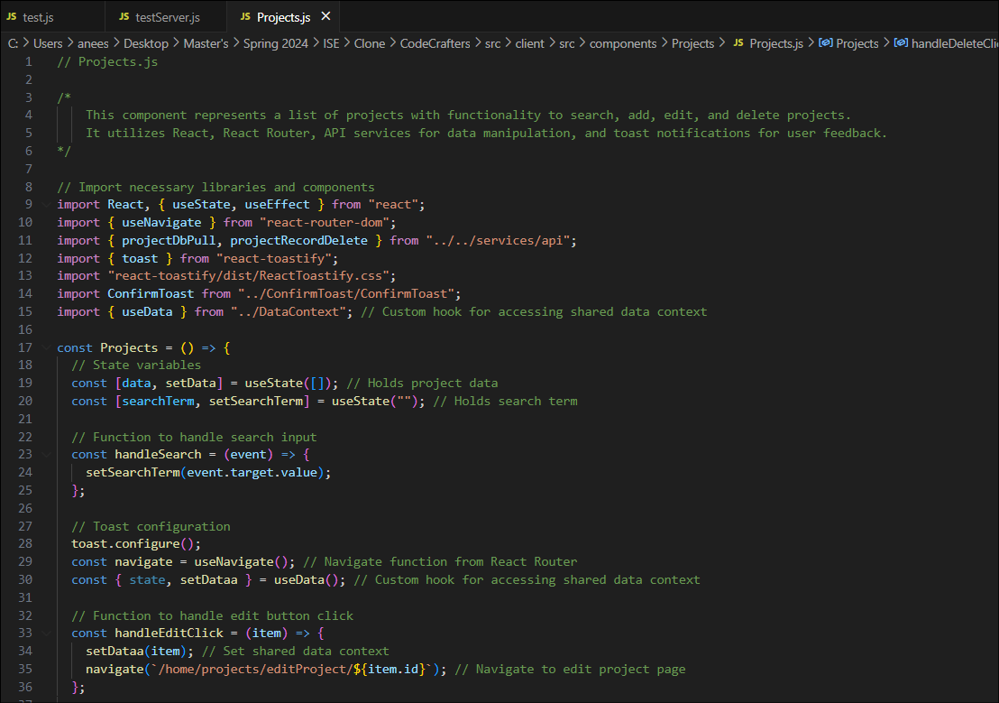 JS test.js JS testServer.js JS Projects.js ×
C: > Users > anees > Desktop > Master's > Spring 2024 > ISE > Clone > CodeCrafters > src > client > src > components > Projects > JS Projects.js > Projects > handleDeleteClic
1 // Projects.js
2
3 /*
4 This component represents a list of projects with functionality to search, add, edit, and delete projects.
5 It utilizes React, React Router, API services for data manipulation, and toast notifications for user feedback.
6 */
7
8 // Import necessary libraries and components
9 import React, { useState, useEffect } from "react";
10 import { useNavigate } from "react-router-dom";
11 import { projectDbPull, projectRecordDelete } from "../../services/api";
12 import { toast } from "react-toastify";
13 import "react-toastify/dist/ReactToastify.css";
14 import ConfirmToast from "../ConfirmToast/ConfirmToast";
15 import { useData } from "../DataContext"; // Custom hook for accessing shared data context
16
17 const Projects = () => {
18 // State variables
19 const [data, setData] = useState([]); // Holds project data
20 const [searchTerm, setSearchTerm] = useState(""); // Holds search term
21
22 // Function to handle search input
23 const handleSearch = (event) => {
24 setSearchTerm(event.target.value);
25 };
26
27 // Toast configuration
28 toast.configure();
29 const navigate = useNavigate(); // Navigate function from React Router
30 const { state, setDataa } = useData(); // Custom hook for accessing shared data context
31
32 // Function to handle edit button click
33 const handleEditClick = (item) => {
34 setDataa(item); // Set shared data context
35 navigate(`/home/projects/editProject/${item.id}`); // Navigate to edit project page
36 };